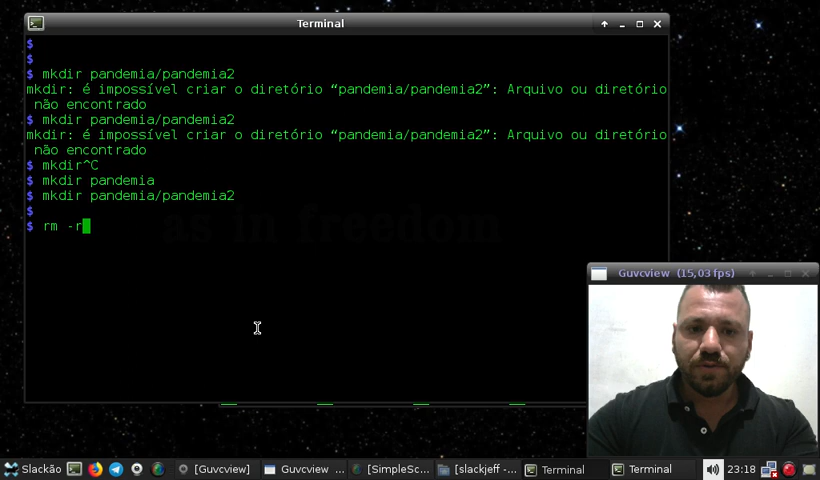 Terminal
$
$
$ mkdir pandemia/pandemia2
mkdir: é impossível criar o diretório “pandemia/pandemia2”: Arquivo ou diretório
não encontrado
$ mkdir pandemia/pandemia2
mkdir: é impossível criar o diretório “pandemia/pandemia2”: Arquivo ou diretório
não encontrado
$ mkdir^C
$ mkdir pandemia
$ mkdir pandemia/pandemia2
$
$ rm -r
as in freedom
Guvcview (15,03 fps)
Slackão [Guvcview] Guvcview ... [SimpleSc... [slackjeff -... Terminal Terminal 23:18